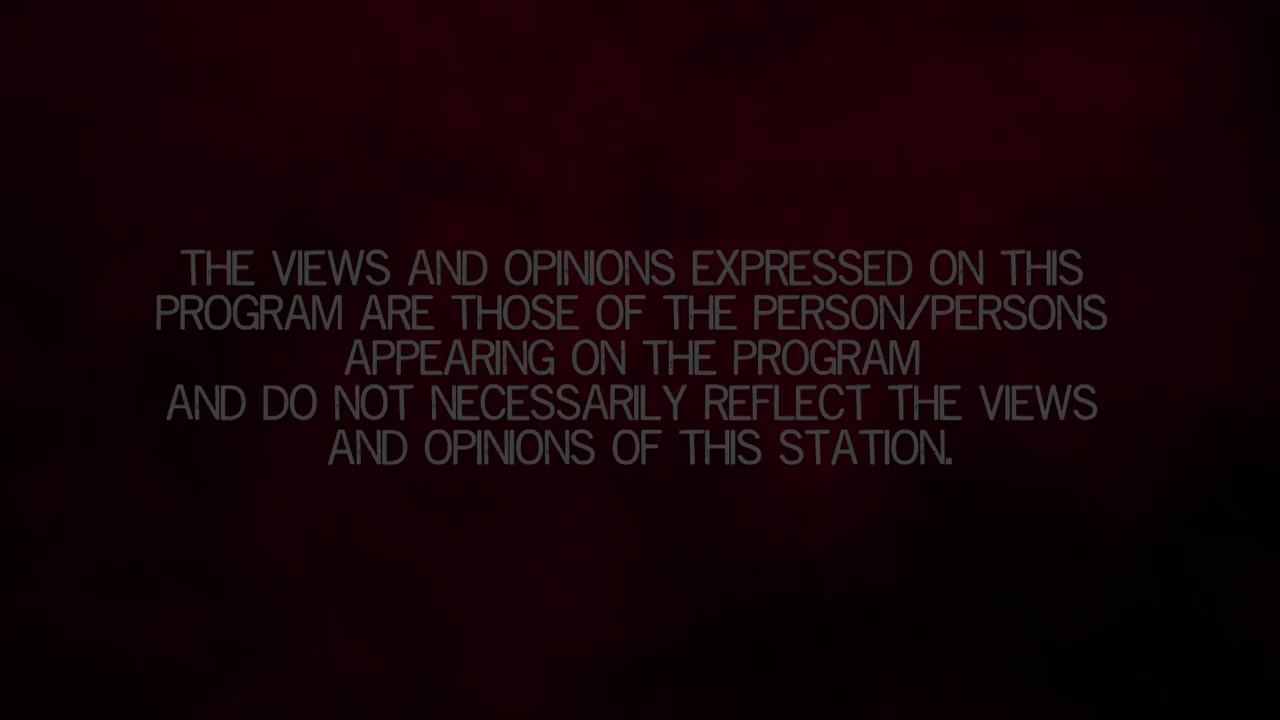 THE VIEWS AND OPINIONS EXPRESSED ON THIS
PROGRAM ARE THOSE OF THE PERSON/PERSONS
APPEARING ON THE PROGRAM
AND DO NOT NECESSARILY REFLECT THE VIEWS
AND OPINIONS OF THIS STATION.